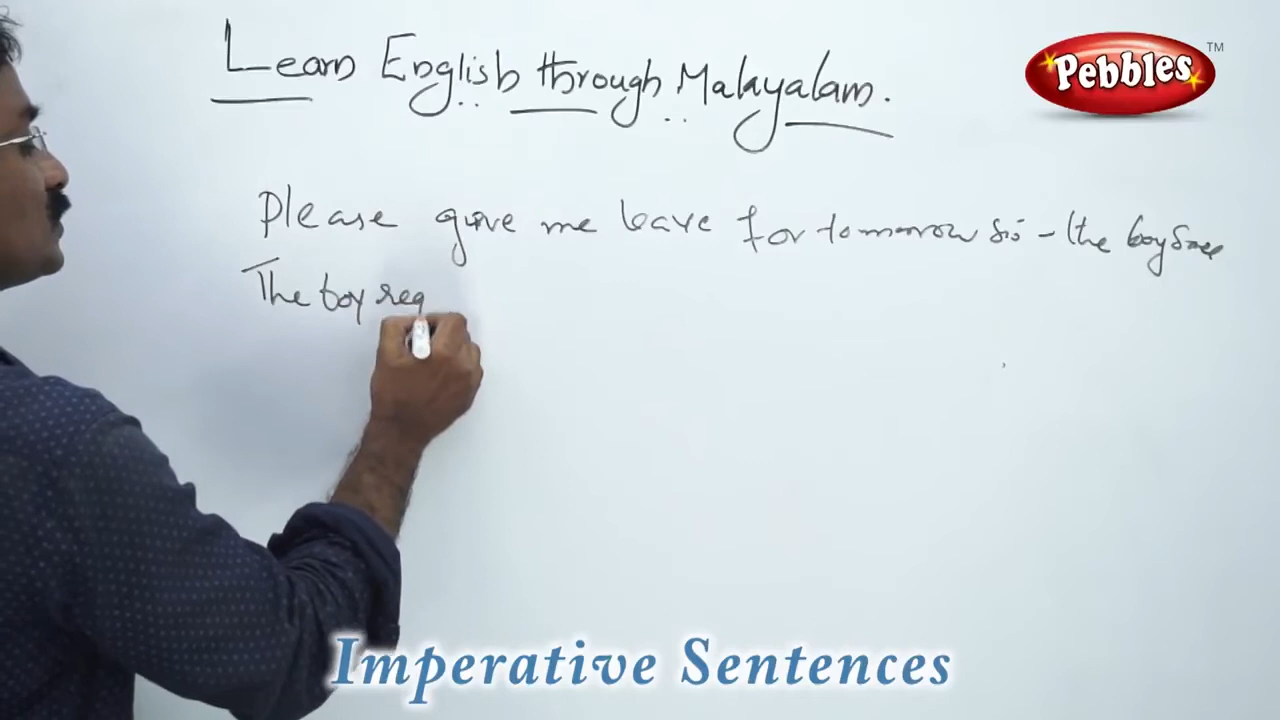 Learn English through Malayalam.
Pebbles TM
Please give me leave for tomorrow sir - the boy
The boy req
Imperative Sentences